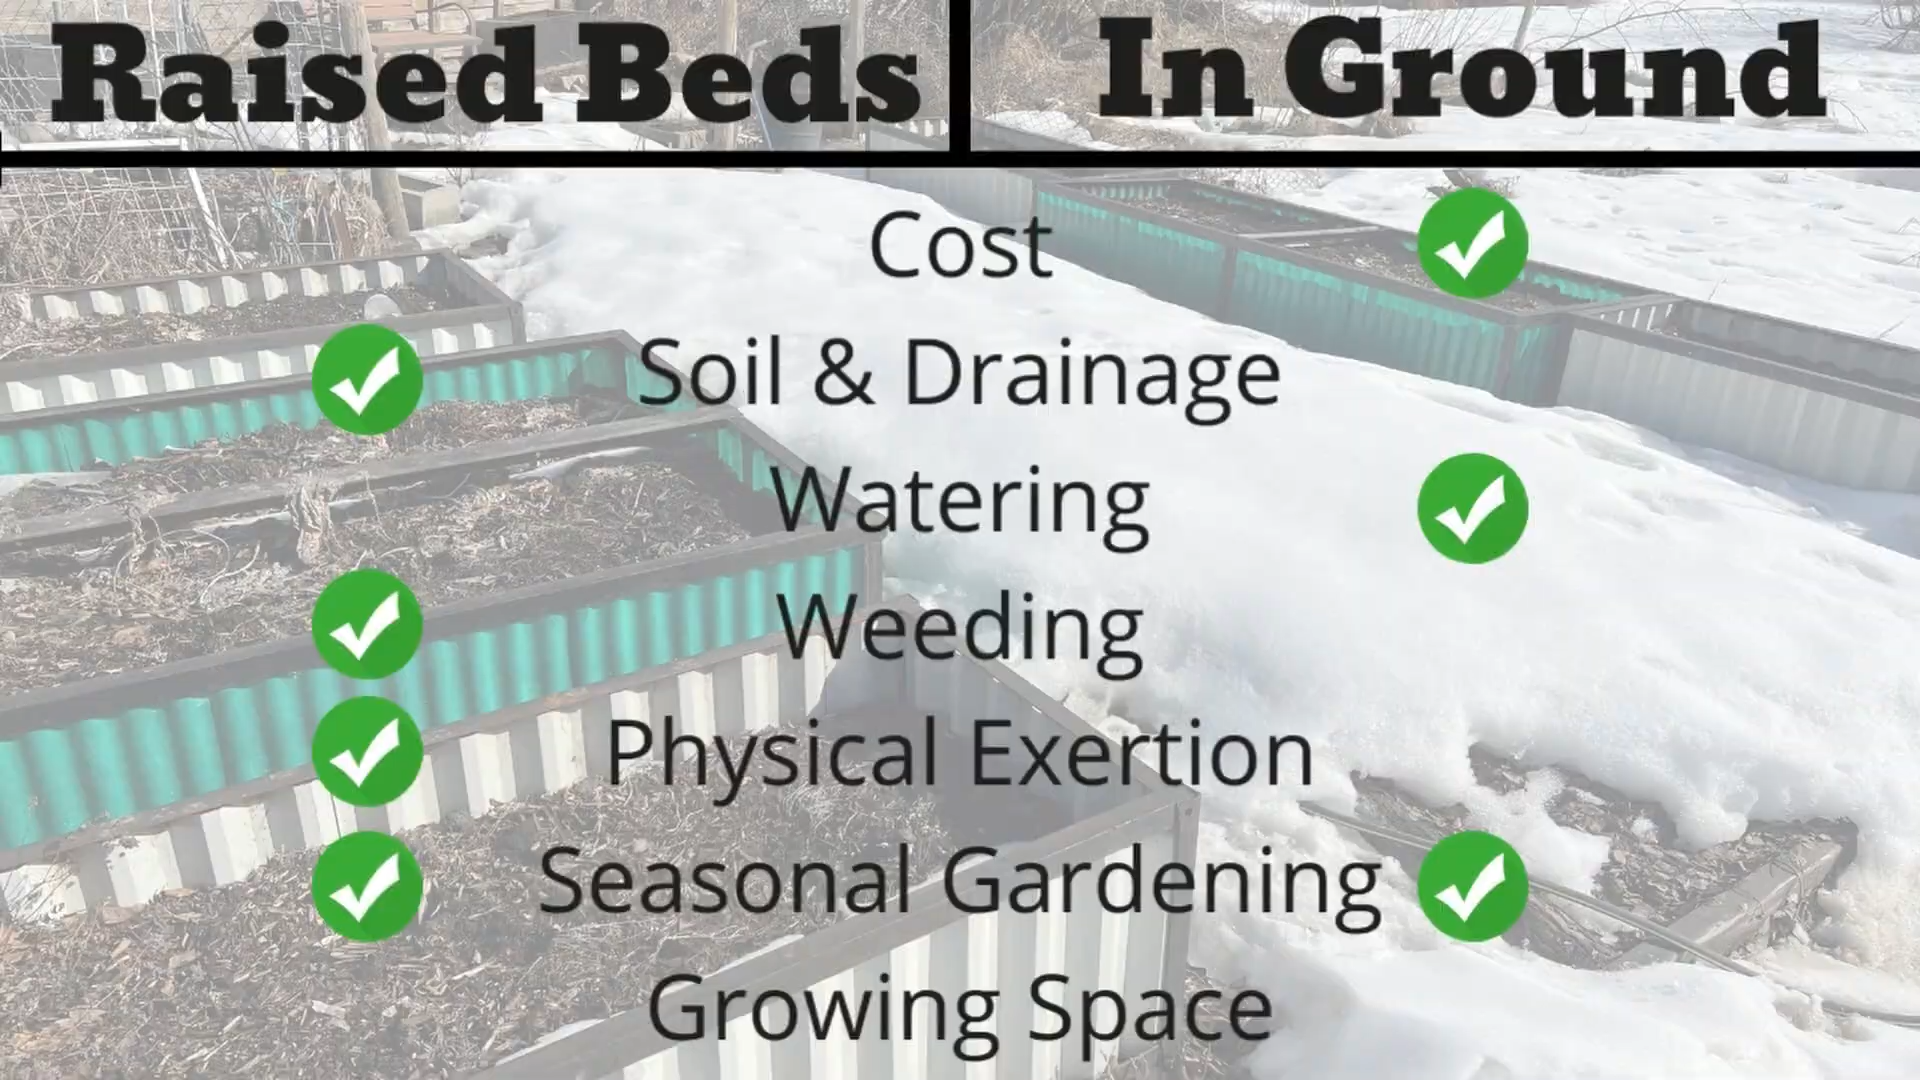 Raised Beds
In Ground
Cost
Soil & Drainage
Watering
Weeding
Physical Exertion
Seasonal Gardening
Growing Space